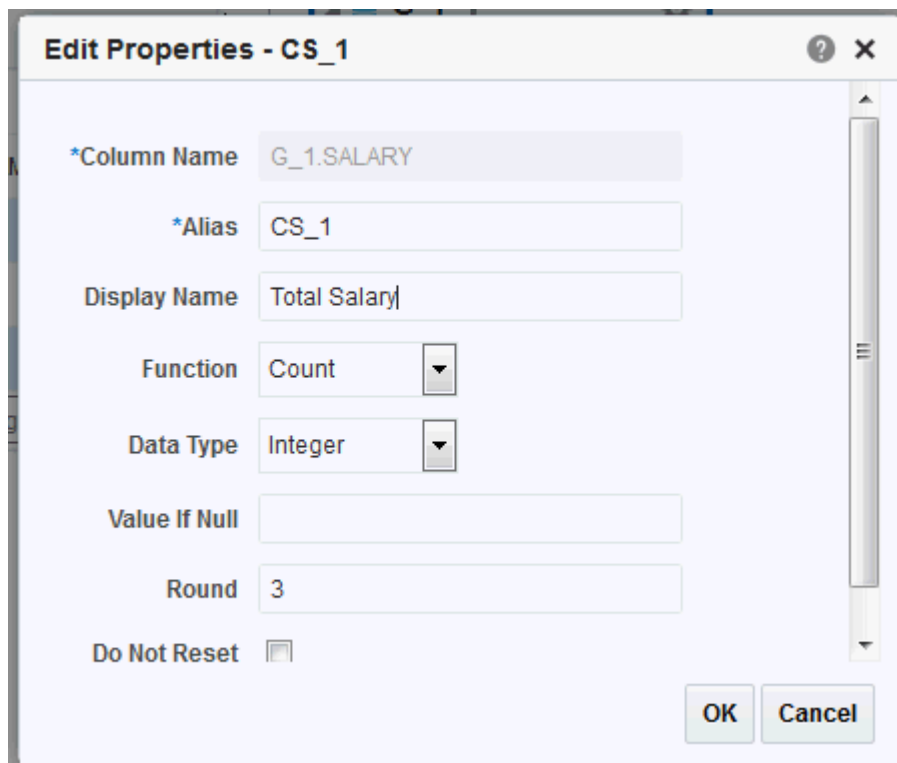 Edit Properties - CS_1
*Column Name G_1.SALARY
*Alias CS_1
Display Name Total Salary
Function Count
Data Type Integer
Value If Null
Round 3
Do Not Reset
OK Cancel